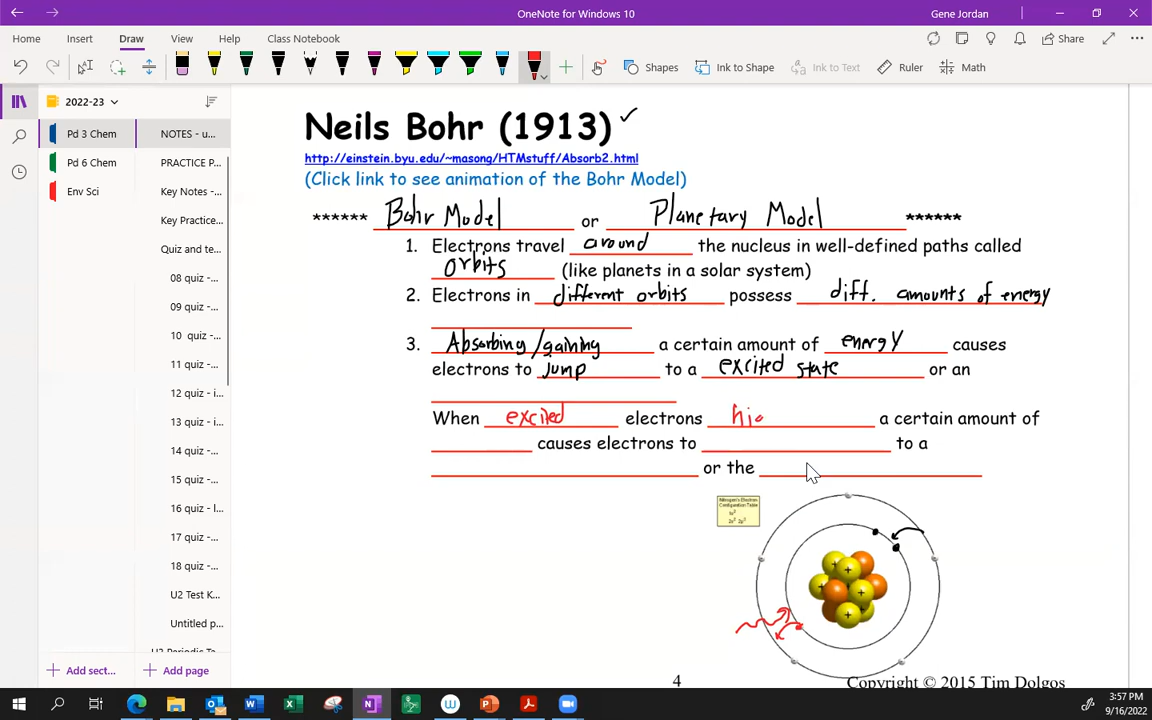 OneNote for Windows 10
Gene Jordan
Home Insert Draw View Help Class Notebook
Share
Shapes Ink to Shape Ink to Text Ruler Math
2022-23
Pd 3 Chem
Pd 6 Chem
Env Sci
NOTES - u...
PRACTICE P...
Key Notes -...
Key Practice...
Quiz and te...
08 quiz -...
09 quiz -...
10 quiz -...
11 quiz -...
12 quiz - i...
13 quiz -...
14 quiz -...
15 quiz -...
16 quiz - l...
17 quiz -...
18 quiz -...
U2 Test K...
Untitled p...
Add sect...
Add page
Neils Bohr (1913)
http://einstein.byu.edu/~masong/HTMstuff/Absorb2.html
(Click link to see animation of the Bohr Model)
****** Bohr Model or Planetary Model ******
1. Electrons travel around the nucleus in well-defined paths called
orbits (like planets in a solar system)
2. Electrons in different orbits possess diff. amounts of energy
3. Absorbing/gaining a certain amount of energy causes
electrons to jump to a excited state or an
When excited electrons a certain amount of
causes electrons to to a
or the
Nitrogen's Electron
Configuration Table
1s²
2s² 2p³
+ + + + + +
4
Copyright © 2015 Tim Dolgos
3:57 PM
9/16/2022